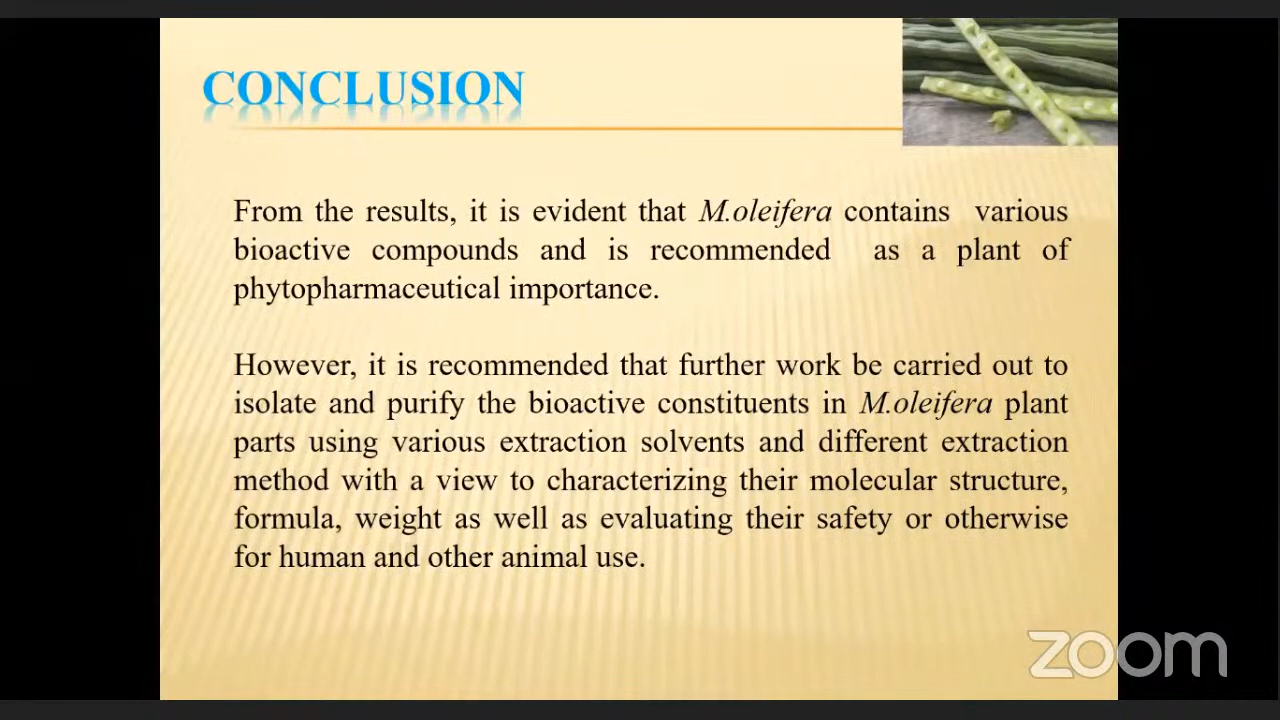 CONCLUSION
From the results, it is evident that M.oleifera contains various
bioactive compounds and is recommended as a plant of
phytopharmaceutical importance.
However, it is recommended that further work be carried out to
isolate and purify the bioactive constituents in M.oleifera plant
parts using various extraction solvents and different extraction
method with a view to characterizing their molecular structure,
formula, weight as well as evaluating their safety or otherwise
for human and other animal use.
zoom